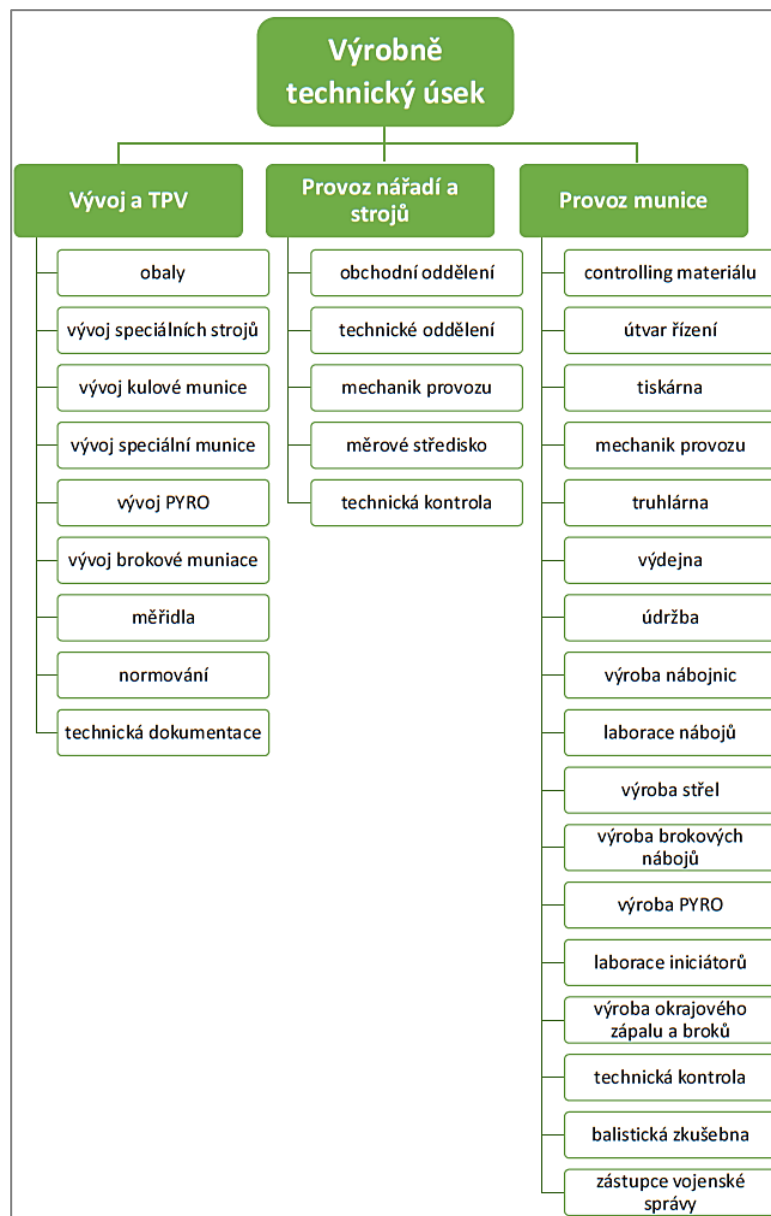 Výrobně
technický úsek
Vývoj a TPV
obaly
vývoj speciálních strojů
vývoj kulové munice
vývoj speciální munice
vývoj PYRO
vývoj brokové muniace
měřidla
normování
technická dokumentace
Provoz nářadí a
strojů
obchodní oddělení
technické oddělení
mechanik provozu
měrové středisko
technická kontrola
Provoz munice
controlling materiálu
útvar řízení
tiskárna
mechanik provozu
truhlárna
výdejna
údržba
výroba nábojnic
laborace nábojů
výroba střel
výroba brokových
nábojů
výroba PYRO
laborace iniciátorů
výroba okrajového
zápalu a broků
technická kontrola
balistická zkušebna
zástupce vojenské
správy